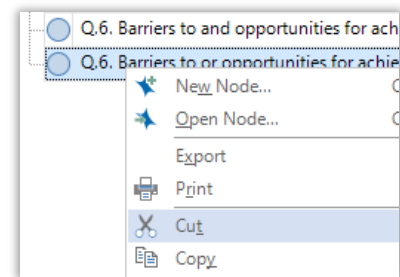 Q.6. Barriers to and opportunities for ach
Q.6. Barriers to or opportunities for achie
New Node...
Open Node...
Export
Print
Cut
Copy